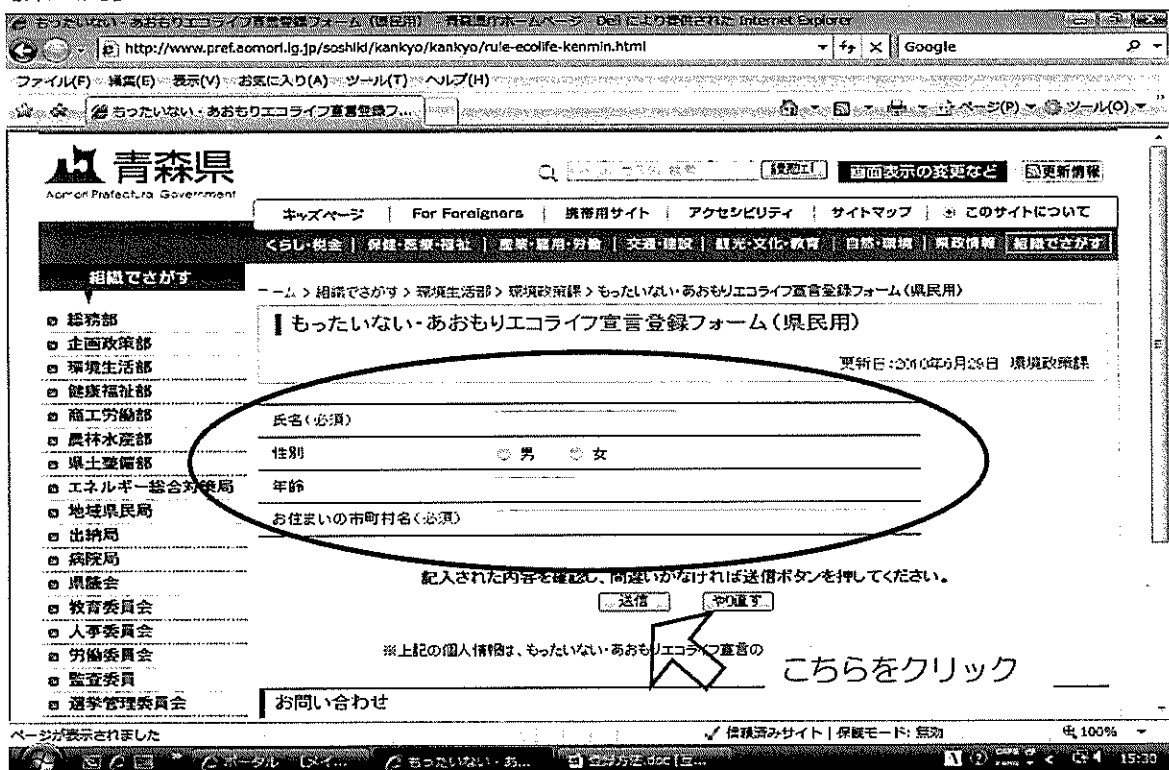 もったいない・あおもりエコライフ宣言登録フォーム（県民用） 青森県庁ホームページ Dell により提供された Internet Explorer
http://www.pref.aomori.lg.jp/soshiki/kankyo/kankyo/rule-ecolife-kenmin.html
Google
ファイル(F) 編集(E) 表示(V) お気に入り(A) ツール(T) ヘルプ(H)
もったいない・あおもりエコライフ宣言登録フ...
ページ(P) ツール(O)
青森県
Aomori Prefectural Government
画面表示の変更など 更新情報
キッズページ | For Foreigners | 携帯用サイト | アクセシビリティ | サイトマップ | このサイトについて
くらし・税金 | 保健・医療・福祉 | 産業・雇用・労働 | 交通・建設 | 観光・文化・教育 | 自然・環境 | 県政情報 | 組織でさがす
組織でさがす
ーム > 組織でさがす > 環境生活部 > 環境政策課 > もったいない・あおもりエコライフ宣言登録フォーム（県民用）
総務部
企画政策部
環境生活部
健康福祉部
商工労働部
農林水産部
県土整備部
エネルギー総合対策局
地域県民局
出納局
病院局
県議会
教育委員会
人事委員会
労働委員会
監査委員
選挙管理委員会
もったいない・あおもりエコライフ宣言登録フォーム（県民用）
更新日:2010年6月29日 環境政策課
氏名(必須)
性別 男 女
年齢
お住まいの市町村名(必須)
記入された内容を確認し、間違いがなければ送信ボタンを押してください。
送信 やり直す
※上記の個人情報は、もったいない・あおもりエコライフ宣言の
こちらをクリック
お問い合わせ
ページが表示されました
信頼済みサイト | 保護モード: 無効
100%
もったいない・あ...
15:30